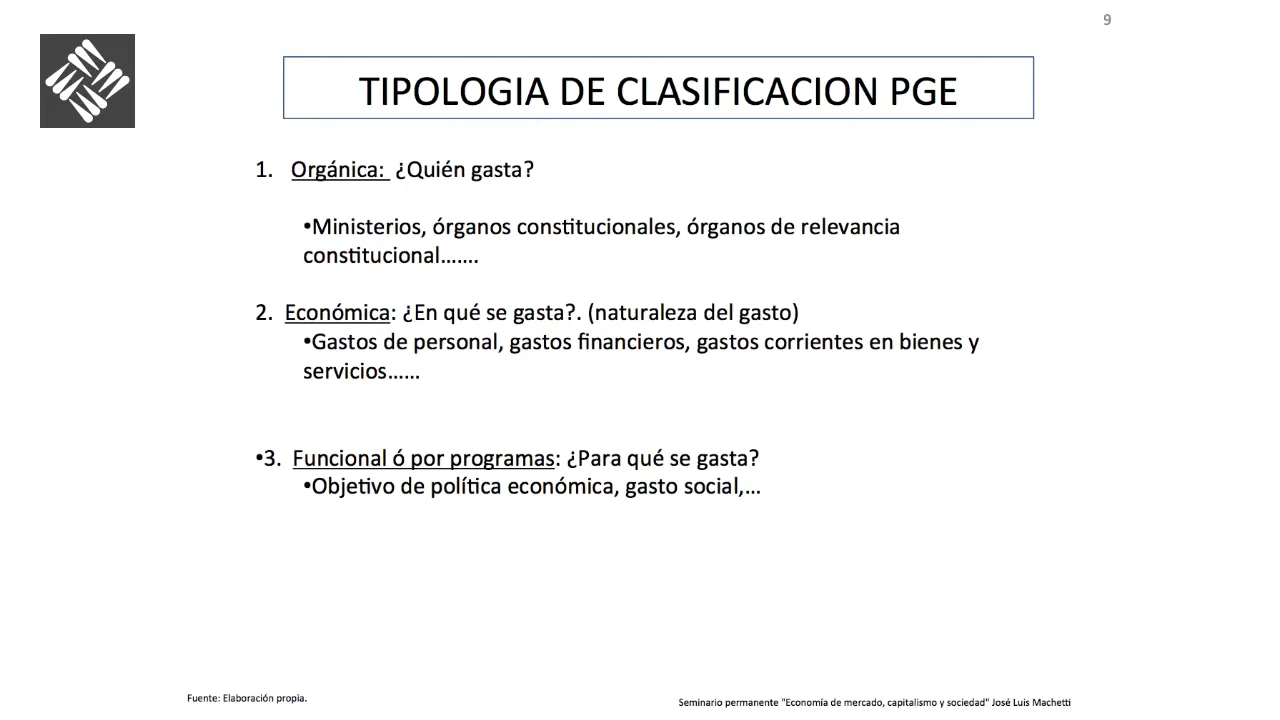 9
TIPOLOGIA DE CLASIFICACION PGE
1. Orgánica: ¿Quién gasta?
•Ministerios, órganos constitucionales, órganos de relevancia
constitucional…….
2. Económica: ¿En qué se gasta?. (naturaleza del gasto)
•Gastos de personal, gastos financieros, gastos corrientes en bienes y
servicios……
•3. Funcional ó por programas: ¿Para qué se gasta?
•Objetivo de política económica, gasto social,…
Fuente: Elaboración propia.
Seminario permanente "Economía de mercado, capitalismo y sociedad" José Luis Machetti